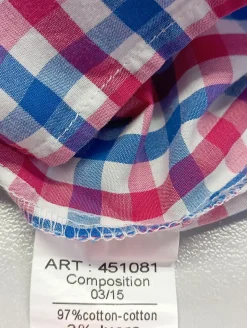 ART : 451081
Composition
03/15
97%cotton-cotton